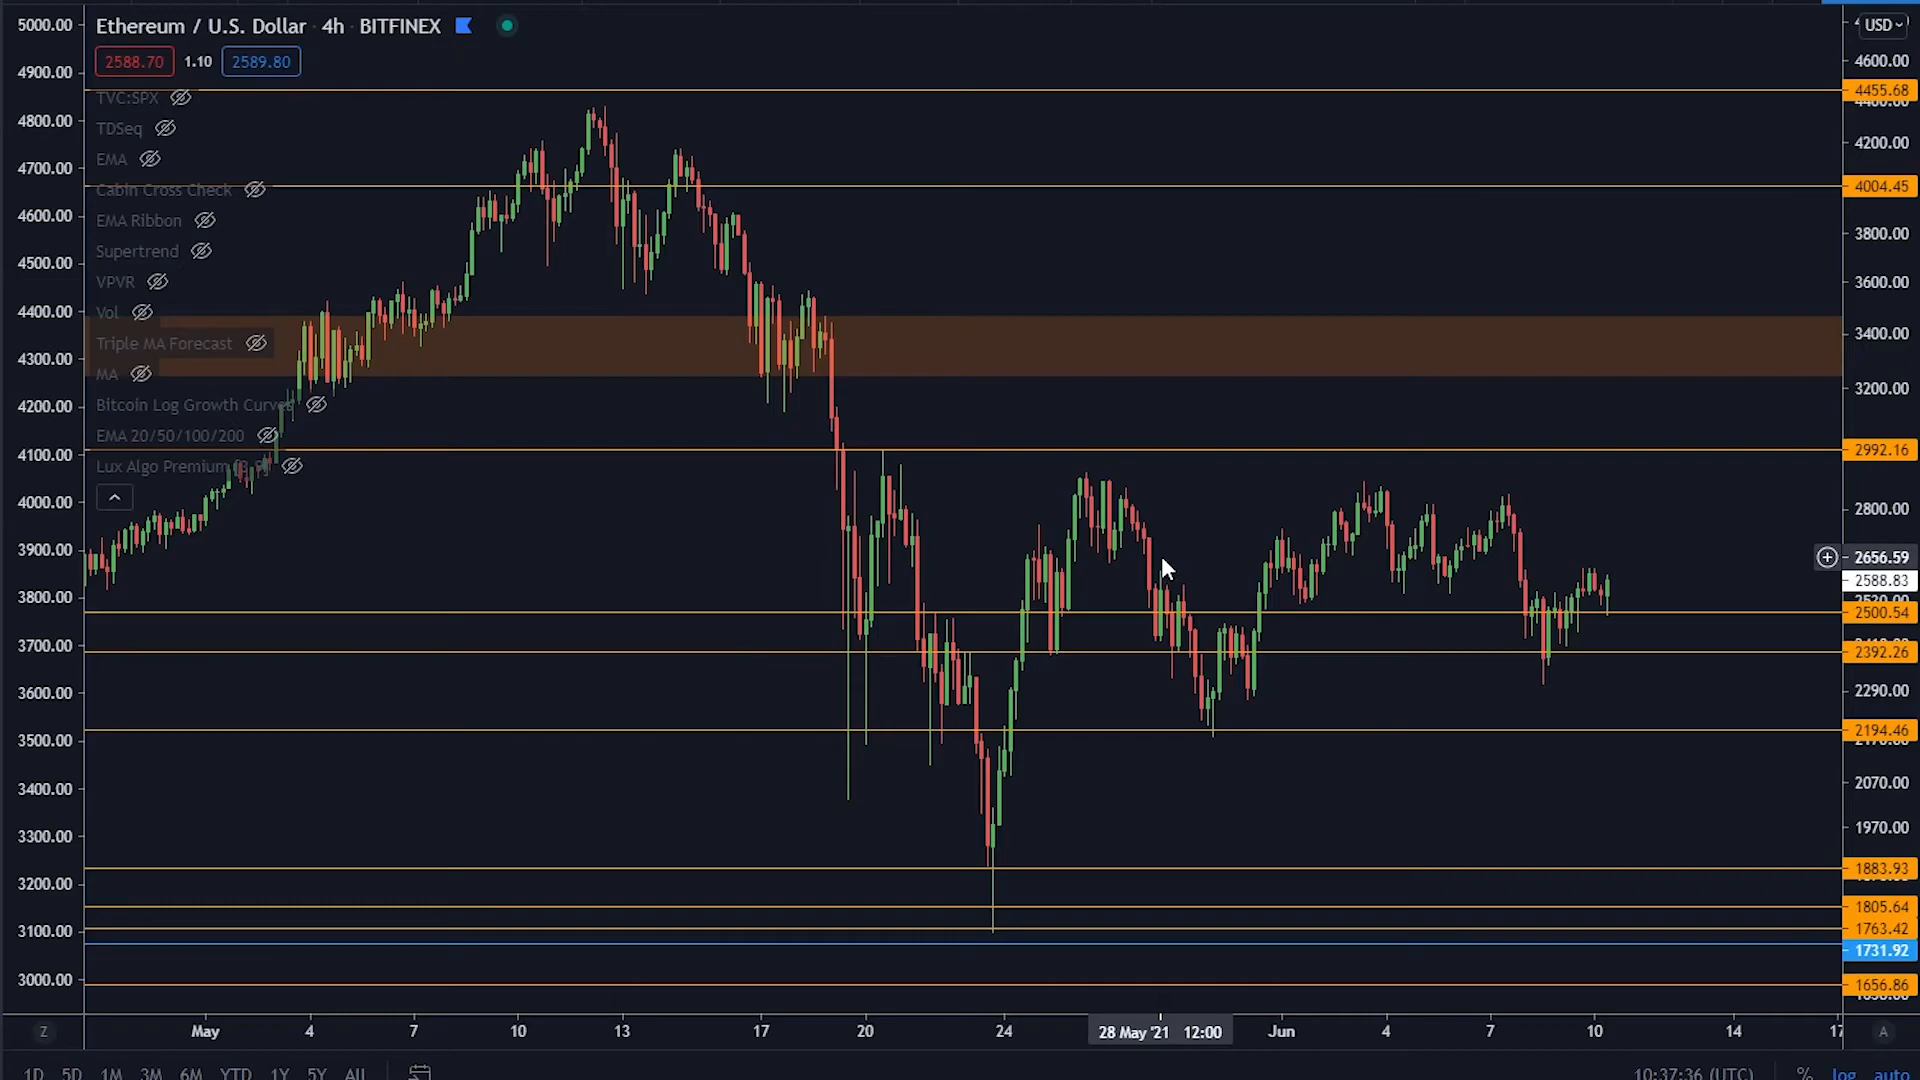 Ethereum / U.S. Dollar · 4h · BITFINEX
2588.70 1.10 2589.80
TVC:SPX
TDSeq
EMA
Cabin Cross Check
EMA Ribbon
Supertrend
VPVR
Vol
Triple MA Forecast
MA
Bitcoin Log Growth Curves
EMA 20/50/100/200
Lux Algo Premium
5000.00
4900.00
4800.00
4700.00
4600.00
4500.00
4400.00
4300.00
4200.00
4100.00
4000.00
3900.00
3800.00
3700.00
3600.00
3500.00
3400.00
3300.00
3200.00
3100.00
3000.00
USD
4600.00
4455.68
4200.00
4004.45
3800.00
3600.00
3400.00
3200.00
2992.16
2800.00
2656.59
2588.83
2500.54
2392.26
2290.00
2194.46
2070.00
1970.00
1883.93
1805.64
1763.42
1731.92
1656.86
Z May 4 7 10 13 17 20 24 28 May '21 12:00 Jun 4 7 10 14 17 A
1D 5D 1M 3M 6M YTD 1Y 5Y All 10:37:36 (UTC) % log auto